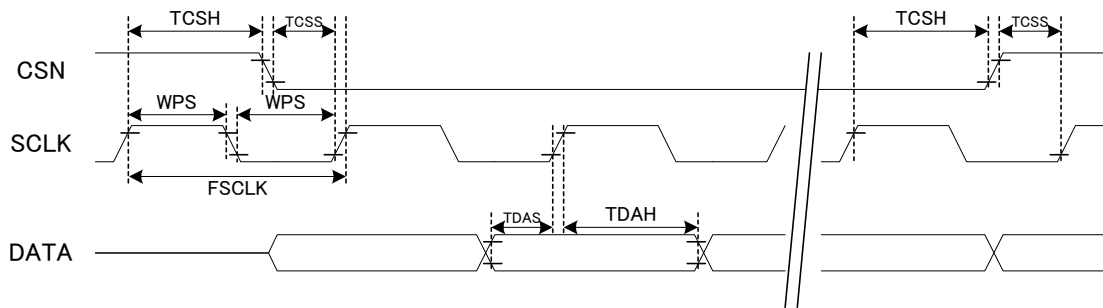 TCSH TCSS TCSH TCSS
CSN
WPS WPS
SCLK
FSCLK
TDAS TDAH
DATA